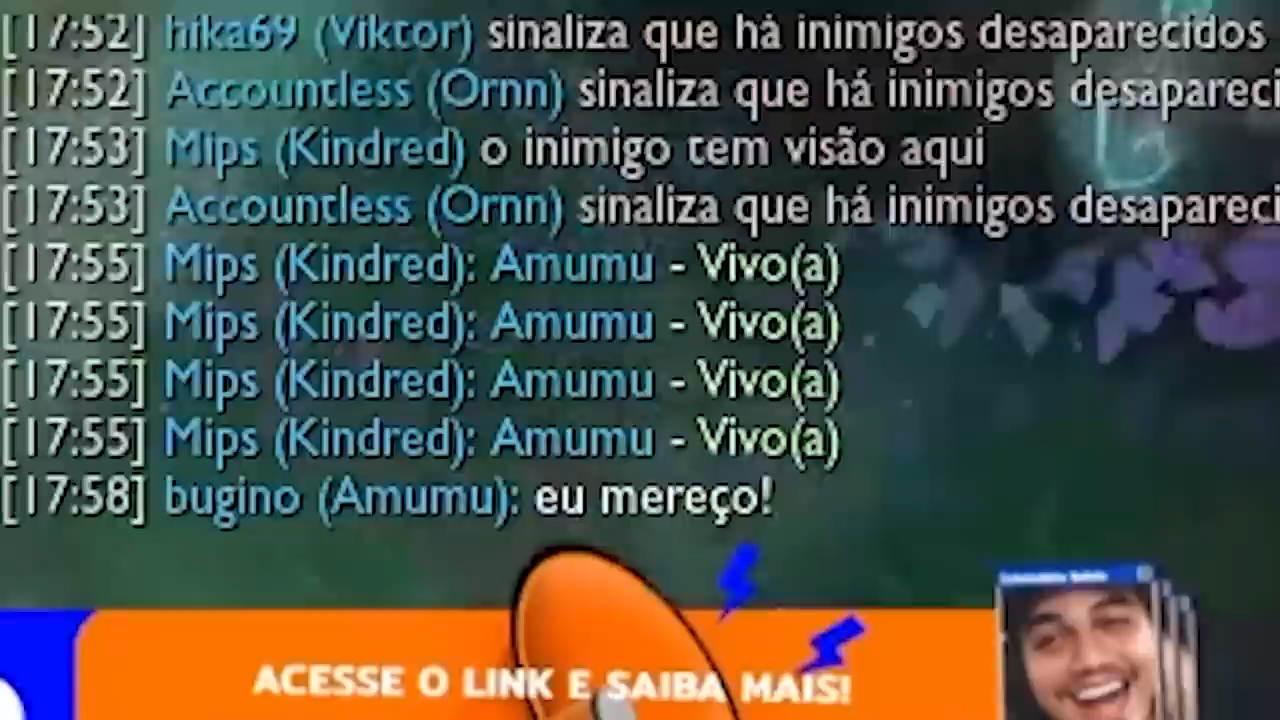 [17:52] hika69 (Viktor) sinaliza que há inimigos desaparecidos
[17:52] Accountless (Ornn) sinaliza que há inimigos desapareci
[17:53] Mips (Kindred) o inimigo tem visão aqui
[17:53] Accountless (Ornn) sinaliza que há inimigos desapareci
[17:55] Mips (Kindred): Amumu - Vivo(a)
[17:55] Mips (Kindred): Amumu - Vivo(a)
[17:55] Mips (Kindred): Amumu - Vivo(a)
[17:55] Mips (Kindred): Amumu - Vivo(a)
[17:58] bugino (Amumu): eu mereço!
ACESSE O LINK E SAIBA MAIS!